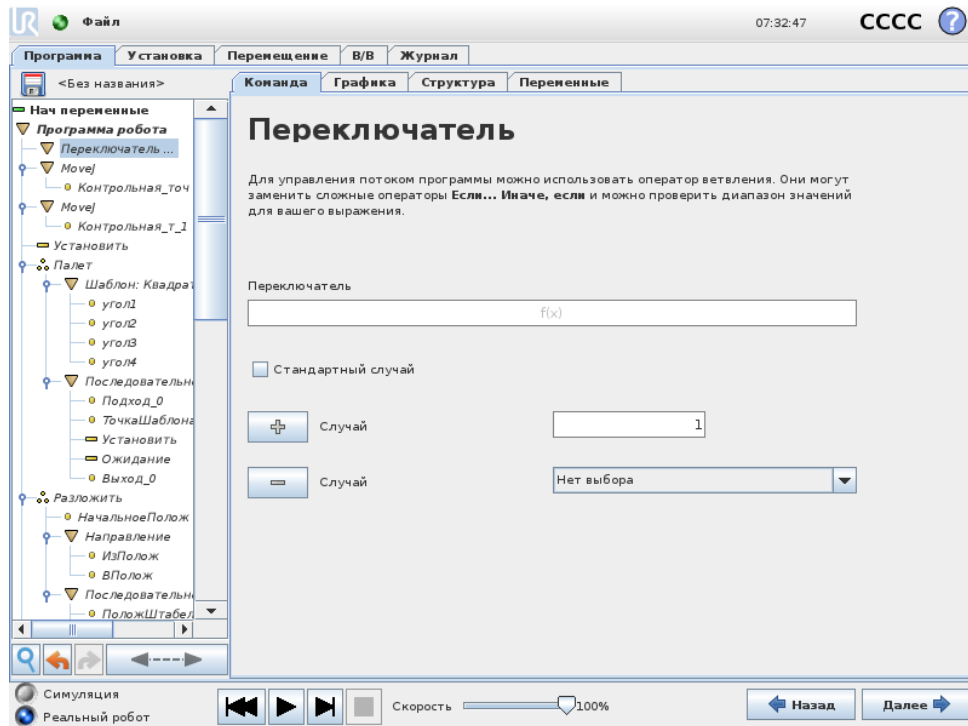 UR Файл 07:32:47 CCCC ?
Программа Установка Перемещение В/В Журнал
<Без названия>
Команда Графика Структура Переменные
Нач переменные
Программа робота
Переключатель ...
MoveJ
Контрольная_точ
MoveJ
Контрольная_т_1
Установить
Палет
Шаблон: Квадрат
угол1
угол2
угол3
угол4
Последовательн
Подход_0
ТочкаШаблона
Установить
Ожидание
Выход_0
Разложить
НачальноеПолож
Направление
ИзПолож
ВПолож
Последовательн
ПоложШтабел
Переключатель
Для управления потоком программы можно использовать оператор ветвления. Они могут
заменить сложные операторы Если... Иначе, если и можно проверить диапазон значений
для вашего выражения.
Переключатель
f(x)
Стандартный случай
Случай 1
Случай Нет выбора
Симуляция
Реальный робот
Скорость 100%
Назад Далее